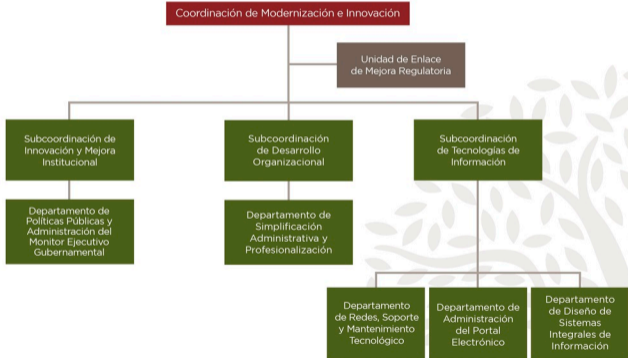 Coordinación de Modernización e Innovación
Unidad de Enlace
de Mejora Regulatoria
Subcoordinación de
Innovación y Mejora
Institucional
Subcoordinación
de Desarrollo
Organizacional
Subcoordinación
de Tecnologías de
Información
Departamento de
Políticas Públicas y
Administración del
Monitor Ejecutivo
Gubernamental
Departamento de
Simplificación
Administrativa y
Profesionalización
Departamento
de Redes, Soporte
y Mantenimiento
Tecnológico
Departamento de
Administración
del Portal
Electrónico
Departamento
de Diseño de
Sistemas
Integrales de
Información